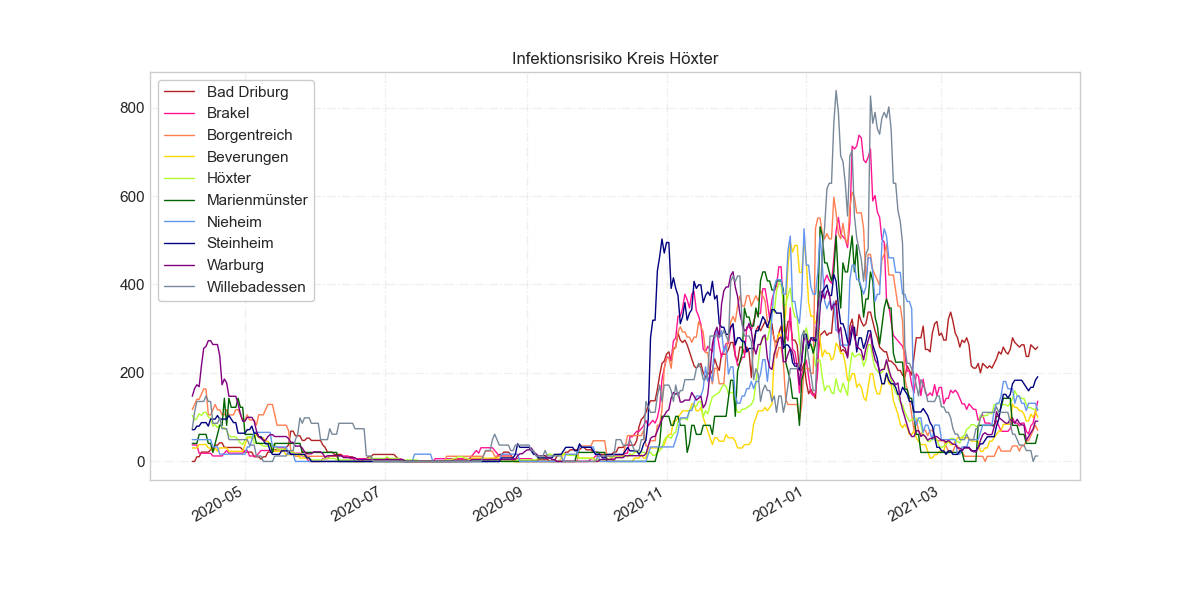 Infektionsrisiko Kreis Höxter
800
600
400
200
0
Bad Driburg
Brakel
Borgentreich
Beverungen
Höxter
Marienmünster
Nieheim
Steinheim
Warburg
Willebadessen
2020-05
2020-07
2020-09
2020-11
2021-01
2021-03